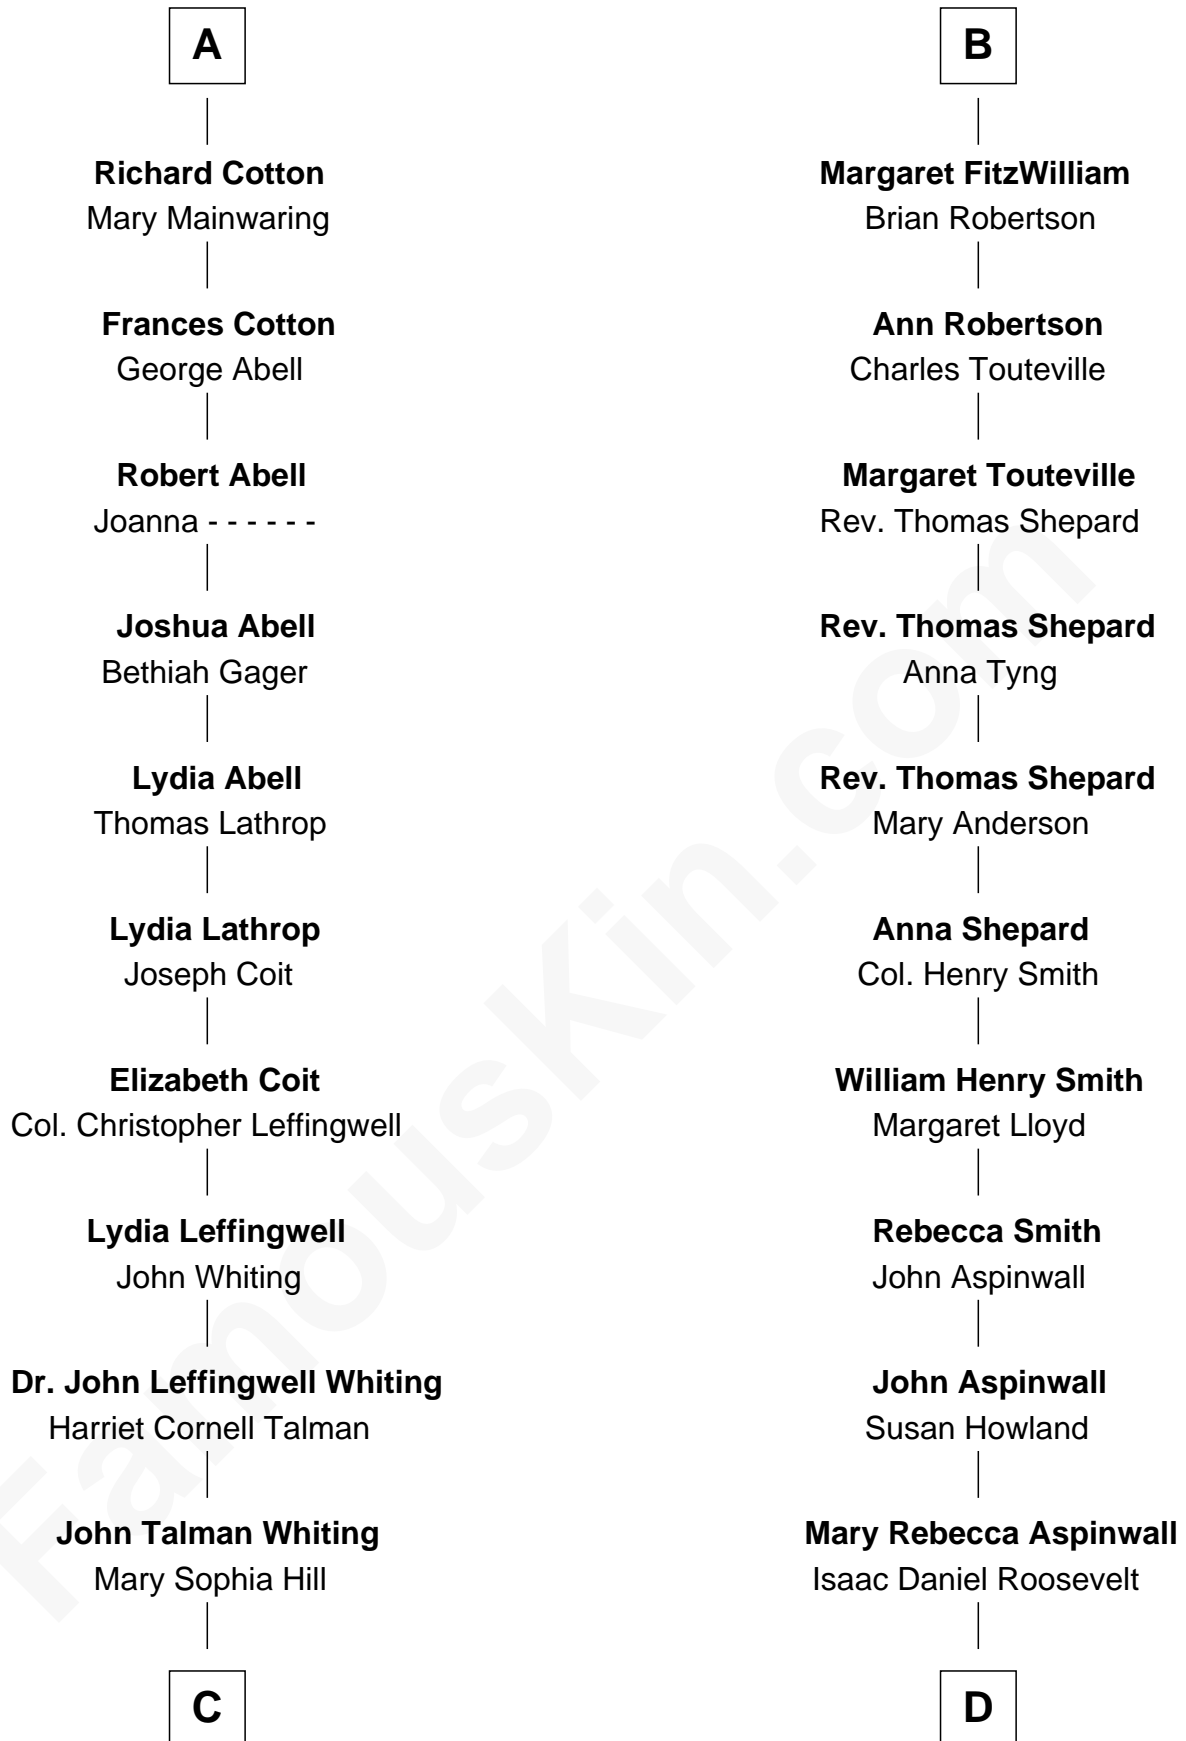 A
Richard Cotton
Mary Mainwaring
Frances Cotton
George Abell
Robert Abell
Joanna - - - - - -
Joshua Abell
Bethiah Gager
Lydia Abell
Thomas Lathrop
Lydia Lathrop
Joseph Coit
Elizabeth Coit
Col. Christopher Leffingwell
Lydia Leffingwell
John Whiting
Dr. John Leffingwell Whiting
Harriet Cornell Talman
John Talman Whiting
Mary Sophia Hill
C
B
Margaret FitzWilliam
Brian Robertson
Ann Robertson
Charles Touteville
Margaret Touteville
Rev. Thomas Shepard
Rev. Thomas Shepard
Anna Tyng
Rev. Thomas Shepard
Mary Anderson
Anna Shepard
Col. Henry Smith
William Henry Smith
Margaret Lloyd
Rebecca Smith
John Aspinwall
John Aspinwall
Susan Howland
Mary Rebecca Aspinwall
Isaac Daniel Roosevelt
D
FamousKin.com